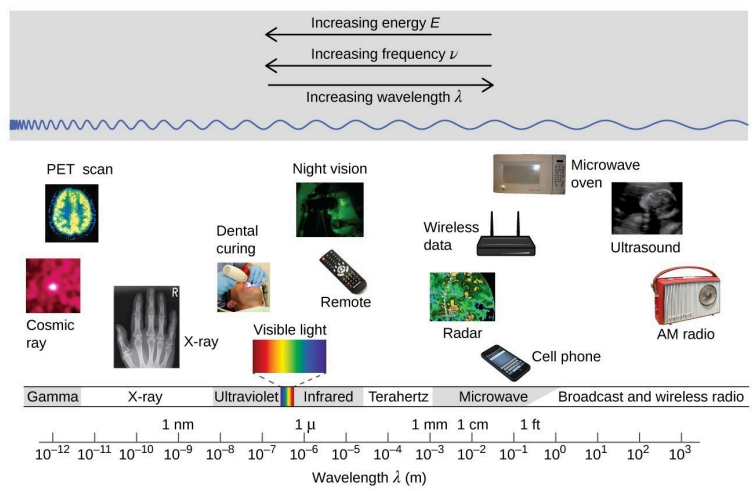 Increasing energy E
Increasing frequency ν
Increasing wavelength λ
PET scan
Night vision
Microwave
oven
Dental
curing
Wireless
data
Ultrasound
Remote
Cosmic
ray
R
X-ray
Visible light
Radar
AM radio
Cell phone
Gamma X-ray Ultraviolet Infrared Terahertz Microwave Broadcast and wireless radio
1 nm 1 µ 1 mm 1 cm 1 ft
10⁻¹² 10⁻¹¹ 10⁻¹⁰ 10⁻⁹ 10⁻⁸ 10⁻⁷ 10⁻⁶ 10⁻⁵ 10⁻⁴ 10⁻³ 10⁻² 10⁻¹ 10⁰ 10¹ 10² 10³
Wavelength λ (m)